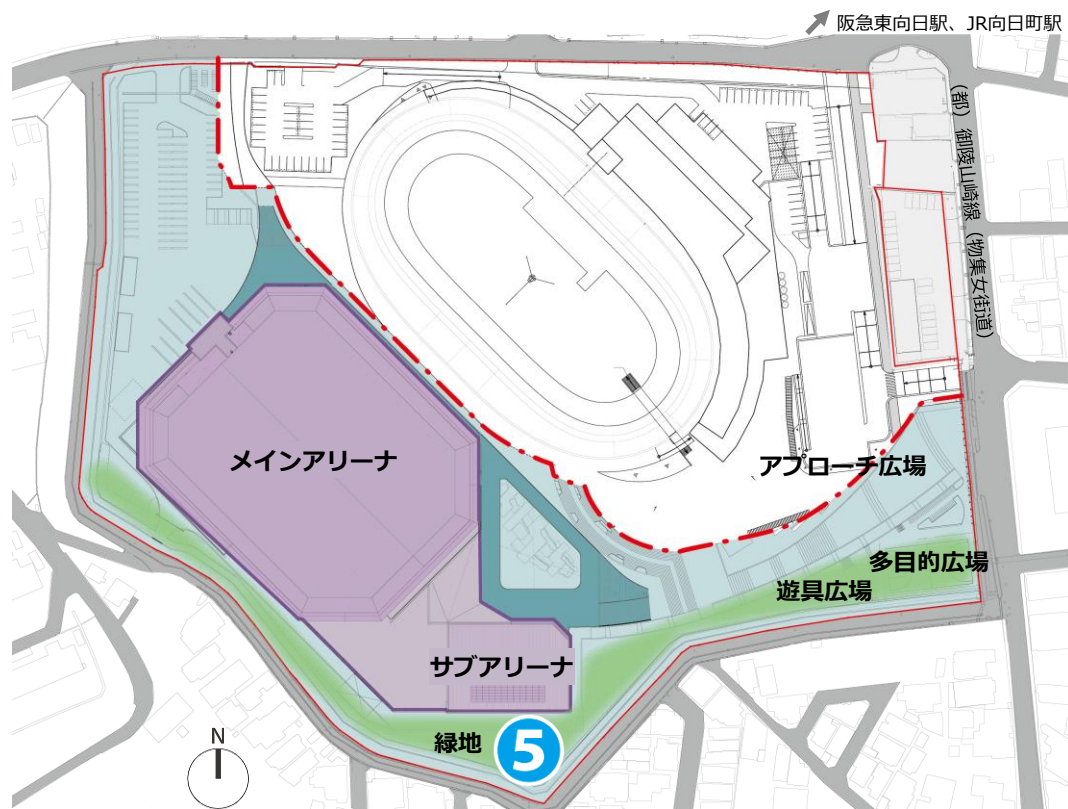 阪急東向日駅、JR向日町駅
(都) 御陵山崎線 (物集女街道)
メインアリーナ
アプローチ広場
多目的広場
遊具広場
サブアリーナ
緑地
5
N